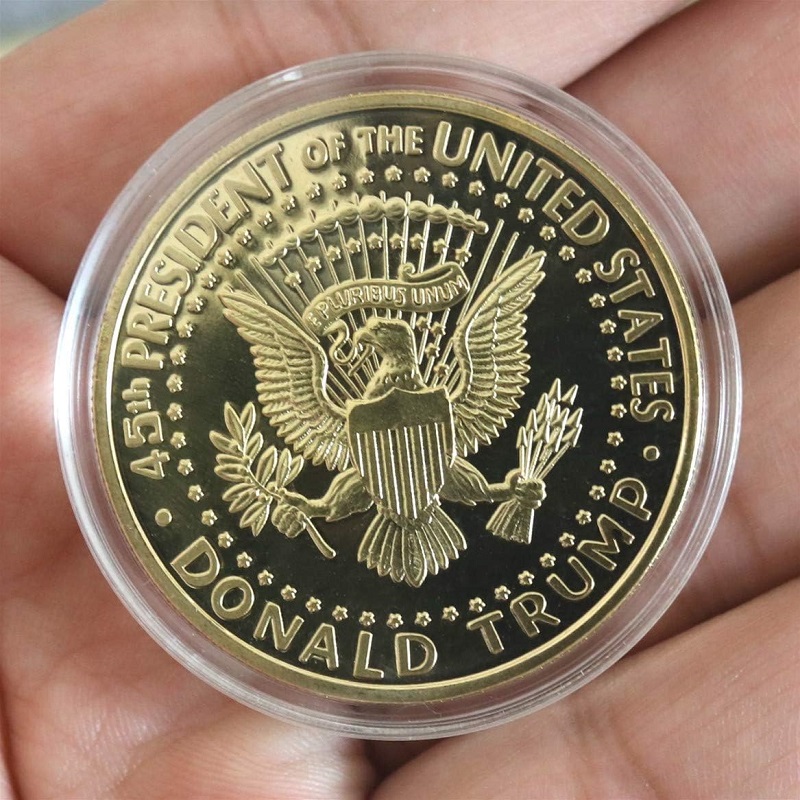 45th PRESIDENT OF THE UNITED STATES
E PLURIBUS UNUM
• DONALD TRUMP •